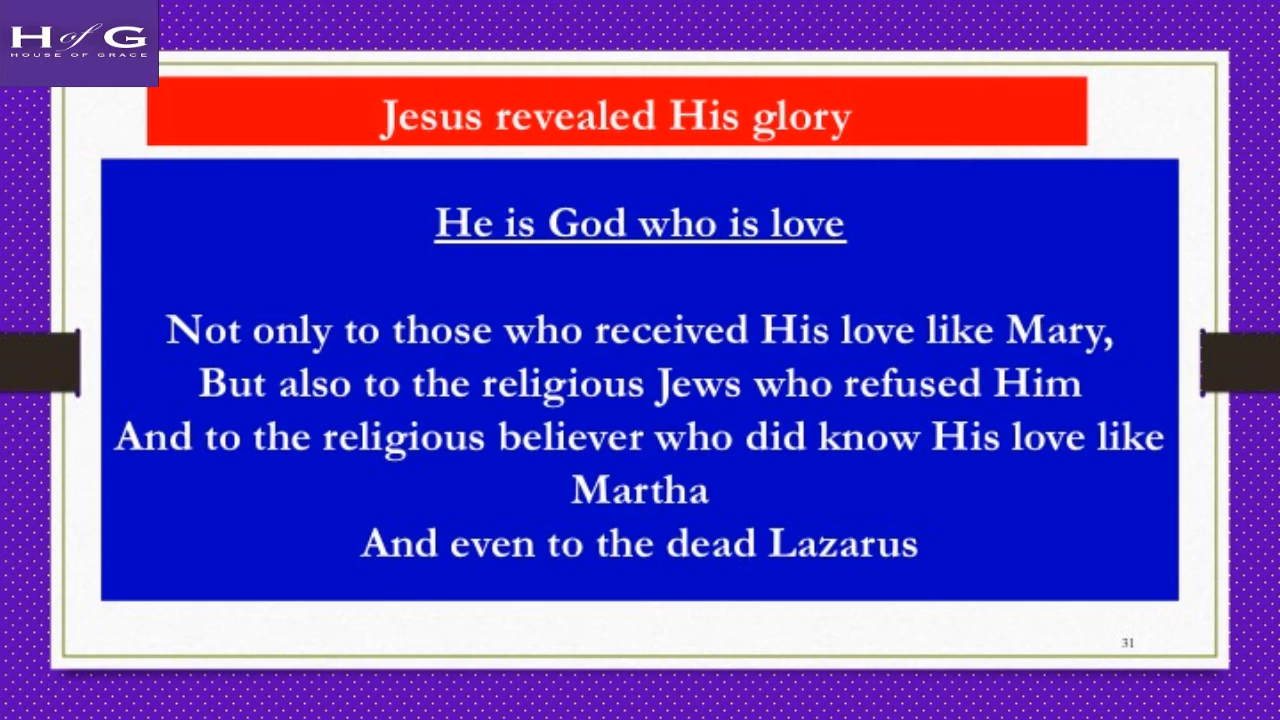 H of G
HOUSE OF GRACE
Jesus revealed His glory
He is God who is love
Not only to those who received His love like Mary,
But also to the religious Jews who refused Him
And to the religious believer who did know His love like
Martha
And even to the dead Lazarus
31